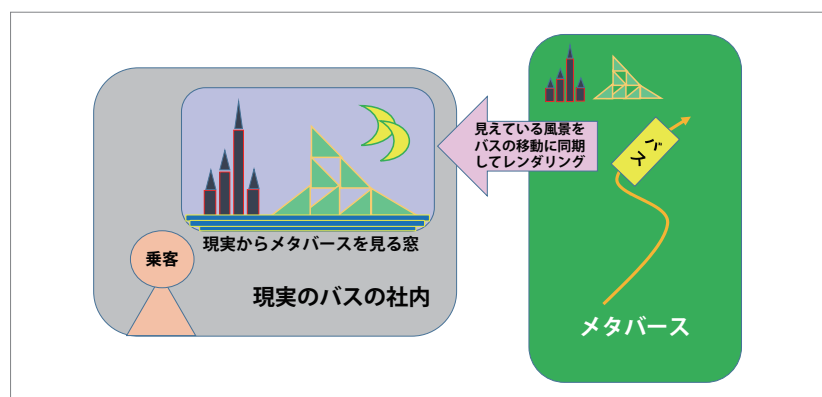 見えている風景を
バスの移動に同期
してレンダリング
バス
現実からメタバースを見る窓
乗客
現実のバスの社内
メタバース